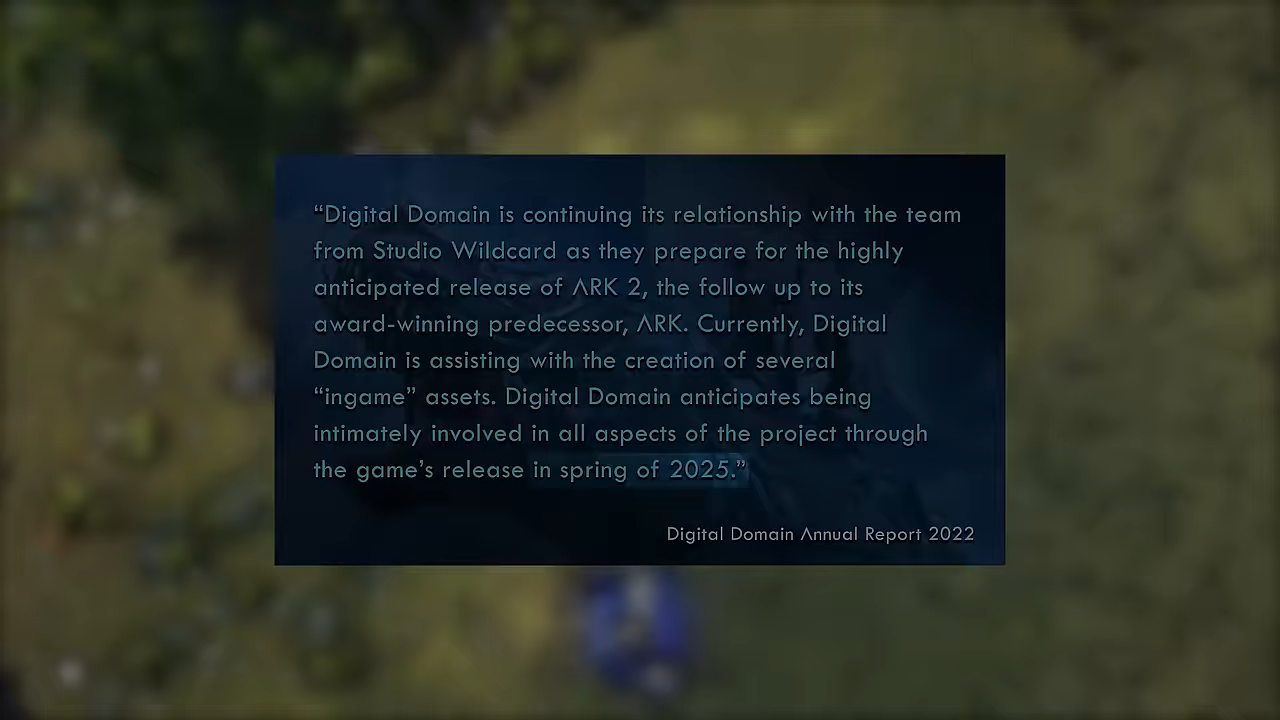 “Digital Domain is continuing its relationship with the team
from Studio Wildcard as they prepare for the highly
anticipated release of ARK 2, the follow up to its
award-winning predecessor, ARK. Currently, Digital
Domain is assisting with the creation of several
“ingame” assets. Digital Domain anticipates being
intimately involved in all aspects of the project through
the game’s release in spring of 2025.”
Digital Domain Annual Report 2022